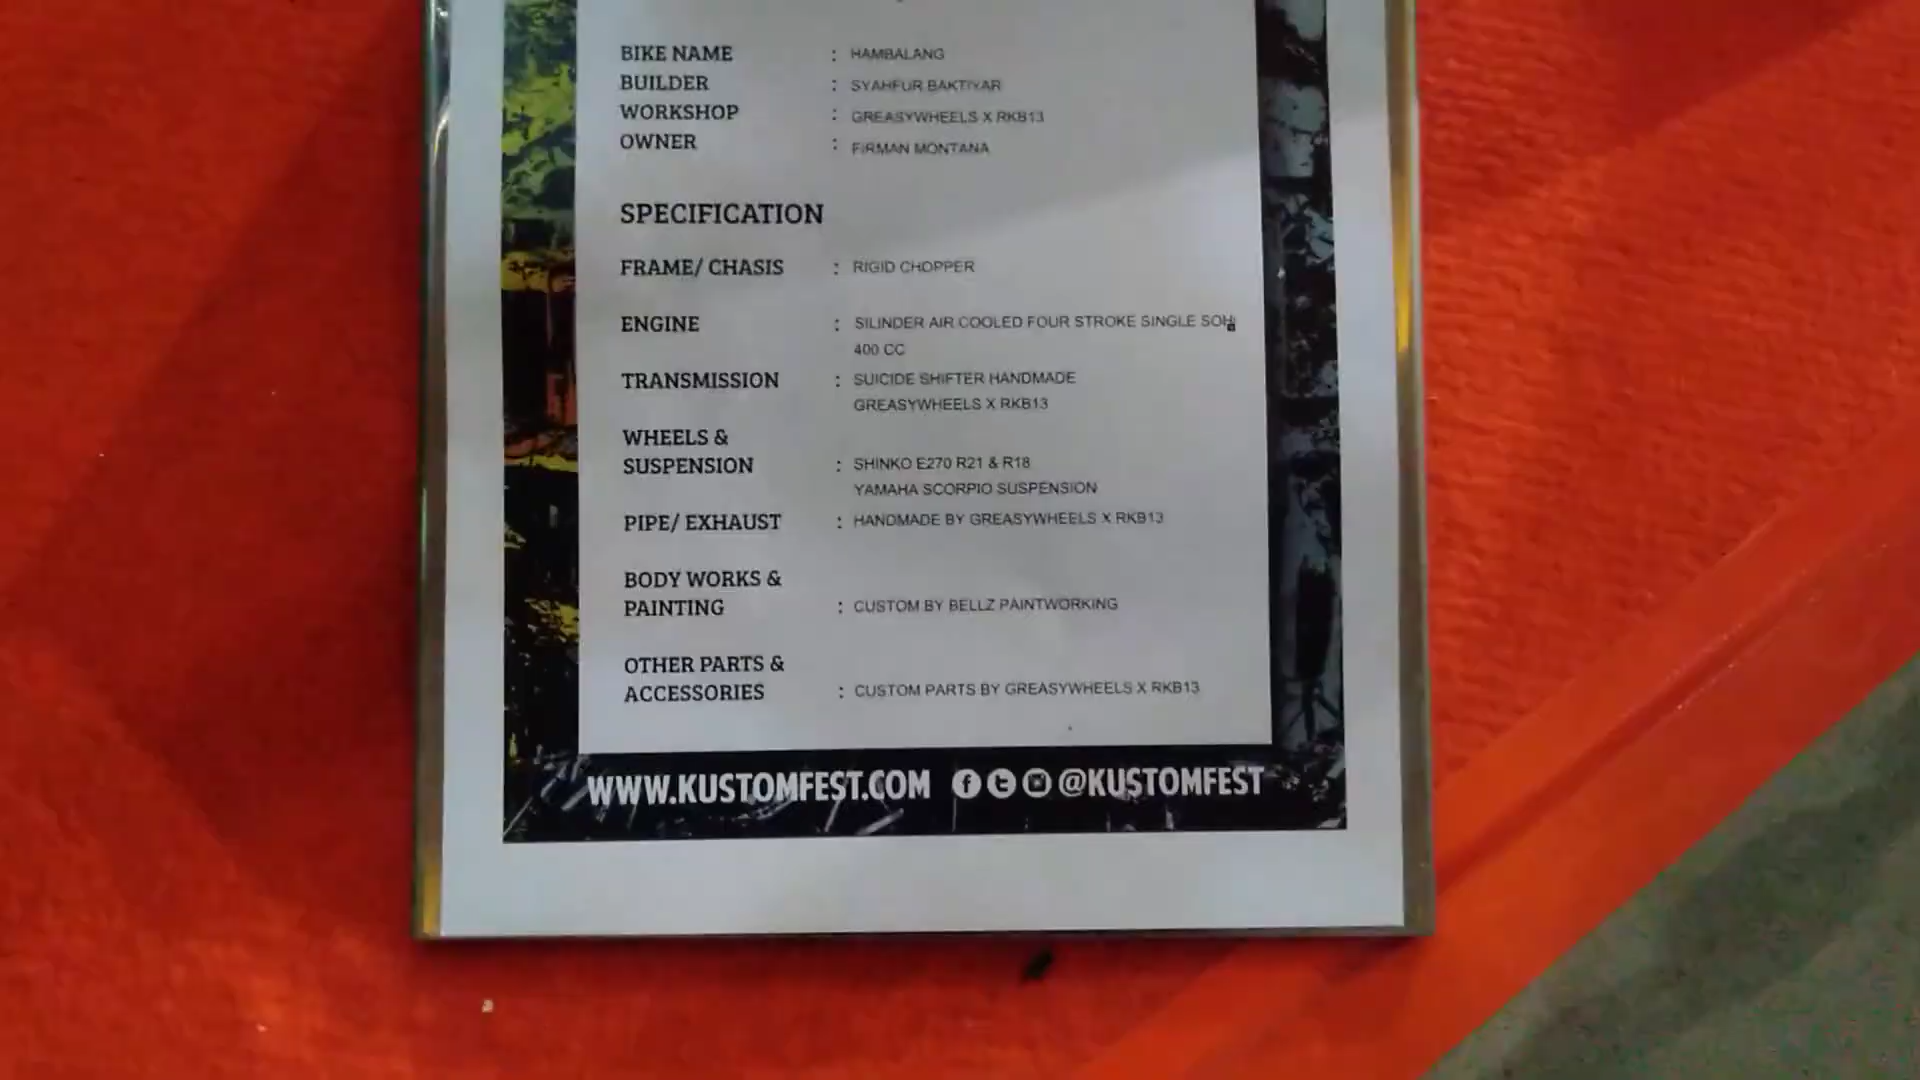 BIKE NAME : HAMBALANG
BUILDER : SYAHFUR BAKTIYAR
WORKSHOP : GREASYWHEELS X RKB13
OWNER : FIRMAN MONTANA
SPECIFICATION
FRAME/ CHASIS : RIGID CHOPPER
ENGINE : SILINDER AIR COOLED FOUR STROKE SINGLE SOH
400 CC
TRANSMISSION : SUICIDE SHIFTER HANDMADE
GREASYWHEELS X RKB13
WHEELS &
SUSPENSION : SHINKO E270 R21 & R18
YAMAHA SCORPIO SUSPENSION
PIPE/ EXHAUST : HANDMADE BY GREASYWHEELS X RKB13
BODY WORKS &
PAINTING : CUSTOM BY BELLZ PAINTWORKING
OTHER PARTS &
ACCESSORIES : CUSTOM PARTS BY GREASYWHEELS X RKB13
WWW.KUSTOMFEST.COM @KUSTOMFEST